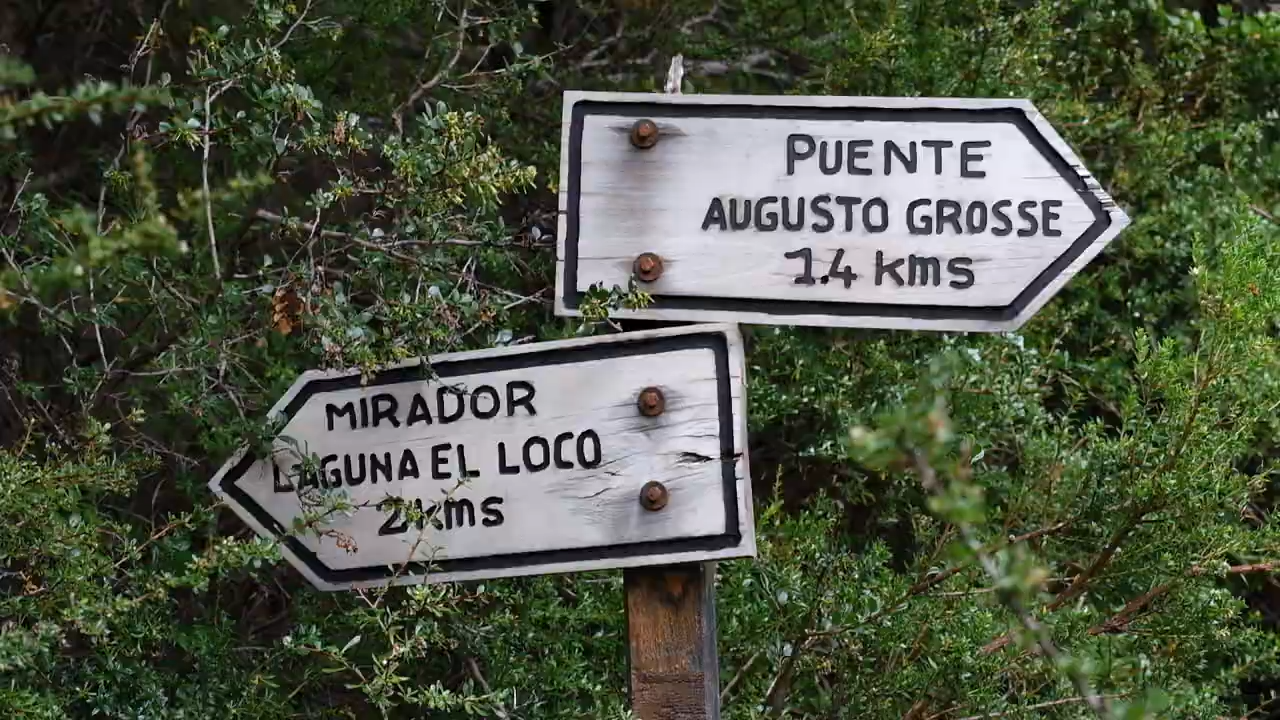 PUENTE
AUGUSTO GROSSE
1.4 kms
MIRADOR
LAGUNA EL LOCO
2 kms